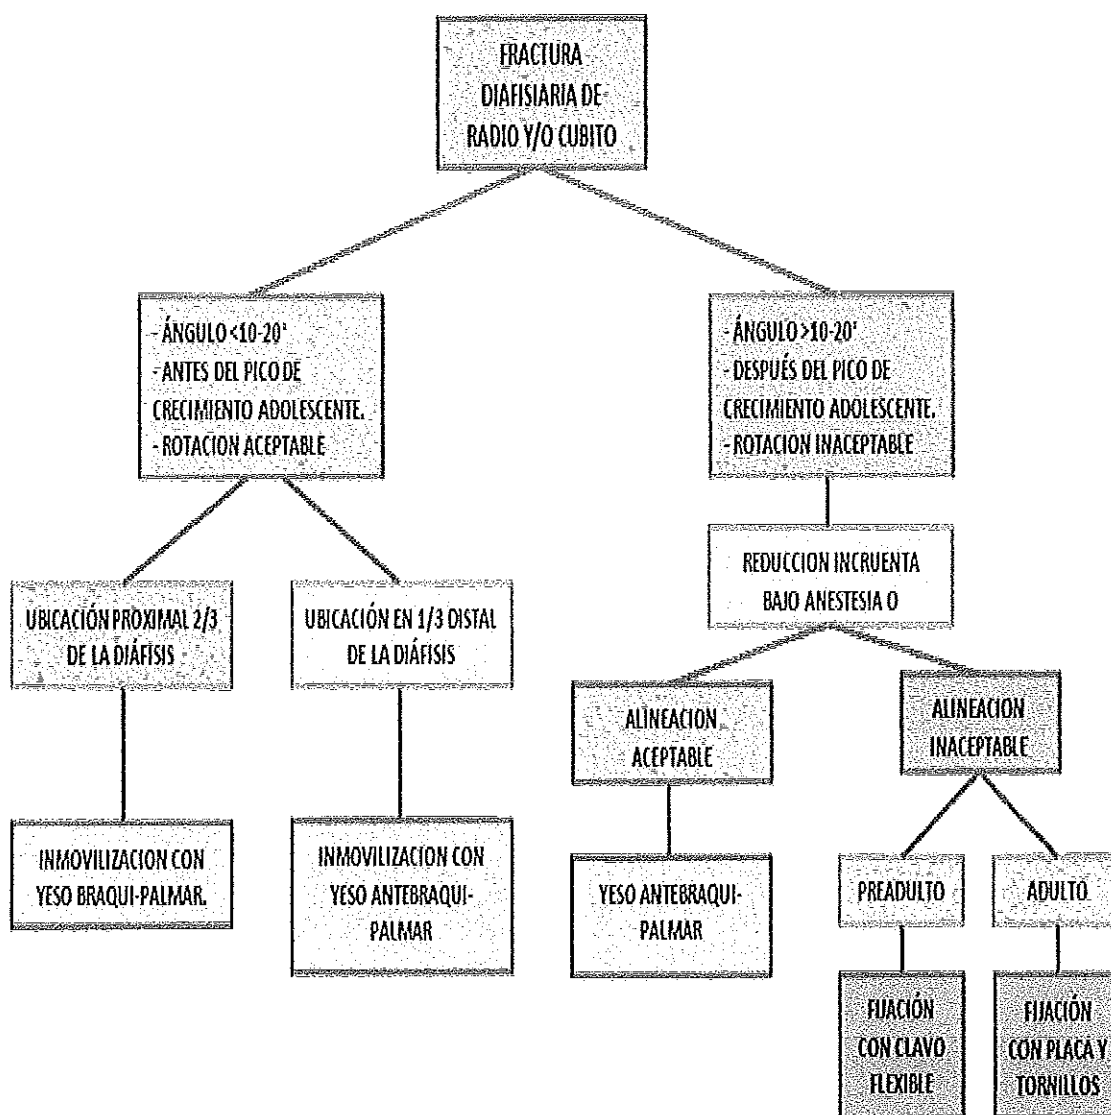 FRACTURA
DIAFISIARIA DE
RADIO Y/O CUBITO
- ÁNGULO <10-20°
- ANTES DEL PICO DE
CRECIMIENTO ADOLESCENTE.
- ROTACION ACEPTABLE
- ÁNGULO >10-20°
- DESPUÉS DEL PICO DE
CRECIMIENTO ADOLESCENTE.
- ROTACION INACEPTABLE
REDUCCION INCRUENTA
BAJO ANESTESIA O
UBICACIÓN PROXIMAL 2/3
DE LA DIÁFISIS
UBICACIÓN EN 1/3 DISTAL
DE LA DIÁFISIS
ALINEACION
ACEPTABLE
ALINEACION
INACEPTABLE
INMOVILIZACION CON
YESO BRAQUI-PALMAR.
INMOVILIZACION CON
YESO ANTEBRAQUI-
PALMAR
YESO ANTEBRAQUI-
PALMAR
PREADULTO
ADULTO
FIJACIÓN
CON CLAVO
FLEXIBLE
FIJACIÓN
CON PLACA Y
TORNILLOS